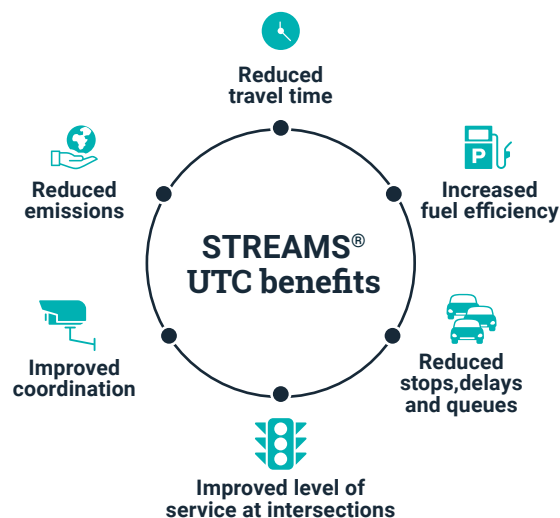 Reduced
travel time
Increased
fuel efficiency
Reduced
stops,delays
and queues
Improved level of
service at intersections
Improved
coordination
Reduced
emissions
STREAMS®
UTC benefits
P